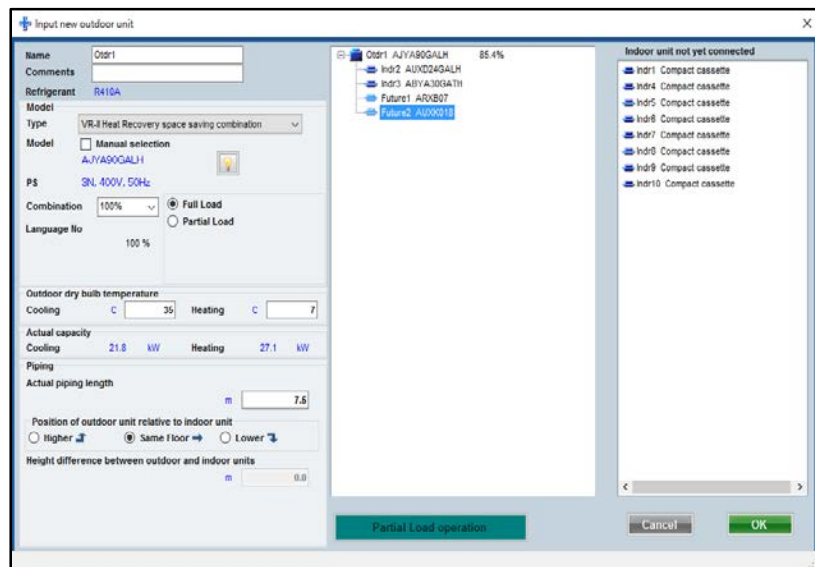 Input new outdoor unit
X
Name Otdr1
Comments
Refrigerant R410A
Model
Type VR-II Heat Recovery space saving combination
Model Manual selection
AJYA90GALH
PS 3N, 400V, 50Hz
Combination 100% Full Load
Partial Load
Language No
100 %
Outdoor dry bulb temperature
Cooling C 35 Heating C 7
Actual capacity
Cooling 21.8 kW Heating 27.1 kW
Piping
Actual piping length
m 7.5
Position of outdoor unit relative to indoor unit
Higher Same Floor Lower
Height difference between outdoor and indoor units
m 0.0
Otdr1 AJYA90GALH 85.4%
Indr2 AUXD24GALH
Indr3 ABYA30GATH
Future1 ARXB07
Future2 AUXK018
Partial Load operation
Indoor unit not yet connected
Indr1 Compact cassette
Indr4 Compact cassette
Indr5 Compact cassette
Indr6 Compact cassette
Indr7 Compact cassette
Indr8 Compact cassette
Indr9 Compact cassette
Indr10 Compact cassette
Cancel OK